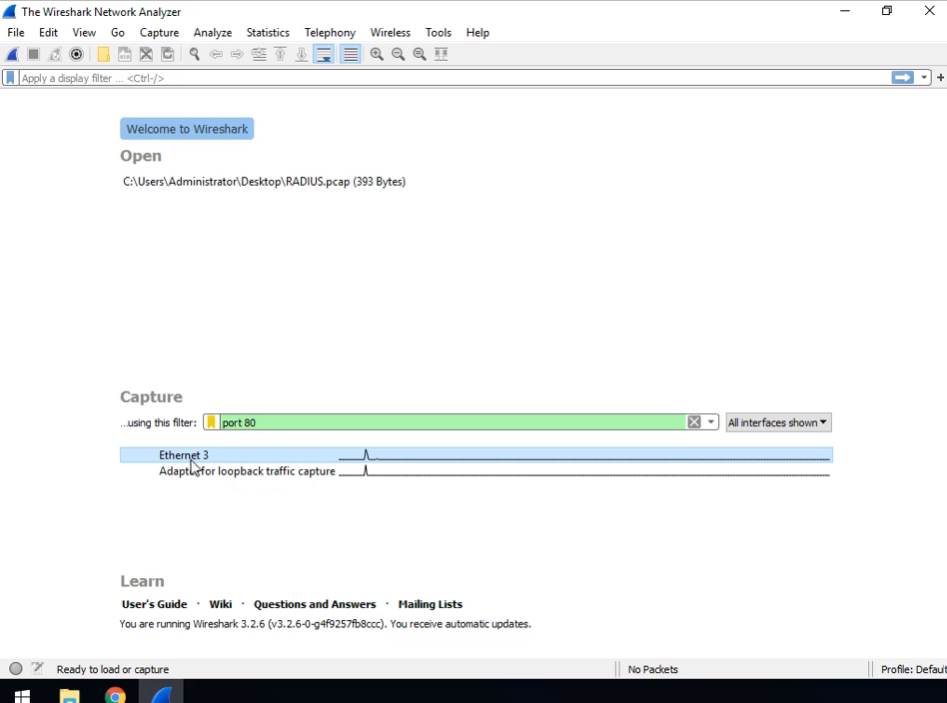 The Wireshark Network Analyzer
File Edit View Go Capture Analyze Statistics Telephony Wireless Tools Help
Apply a display filter ... <Ctrl-/>
Welcome to Wireshark
Open
C:\Users\Administrator\Desktop\RADIUS.pcap (393 Bytes)
Capture
...using this filter: port 80 All interfaces shown
Ethernet 3
for loopback traffic capture
Learn
User's Guide · Wiki · Questions and Answers · Mailing Lists
You are running Wireshark 3.2.6 (v3.2.6-0-g4f9257fb8ccc). You receive automatic updates.
Ready to load or capture No Packets Profile: Defaul